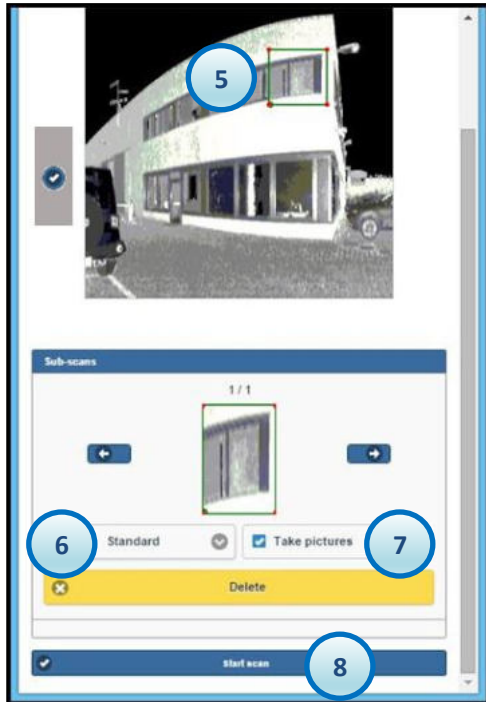 5
Sub-scans
1 / 1
6 Standard Take pictures 7
Delete
Start scan 8